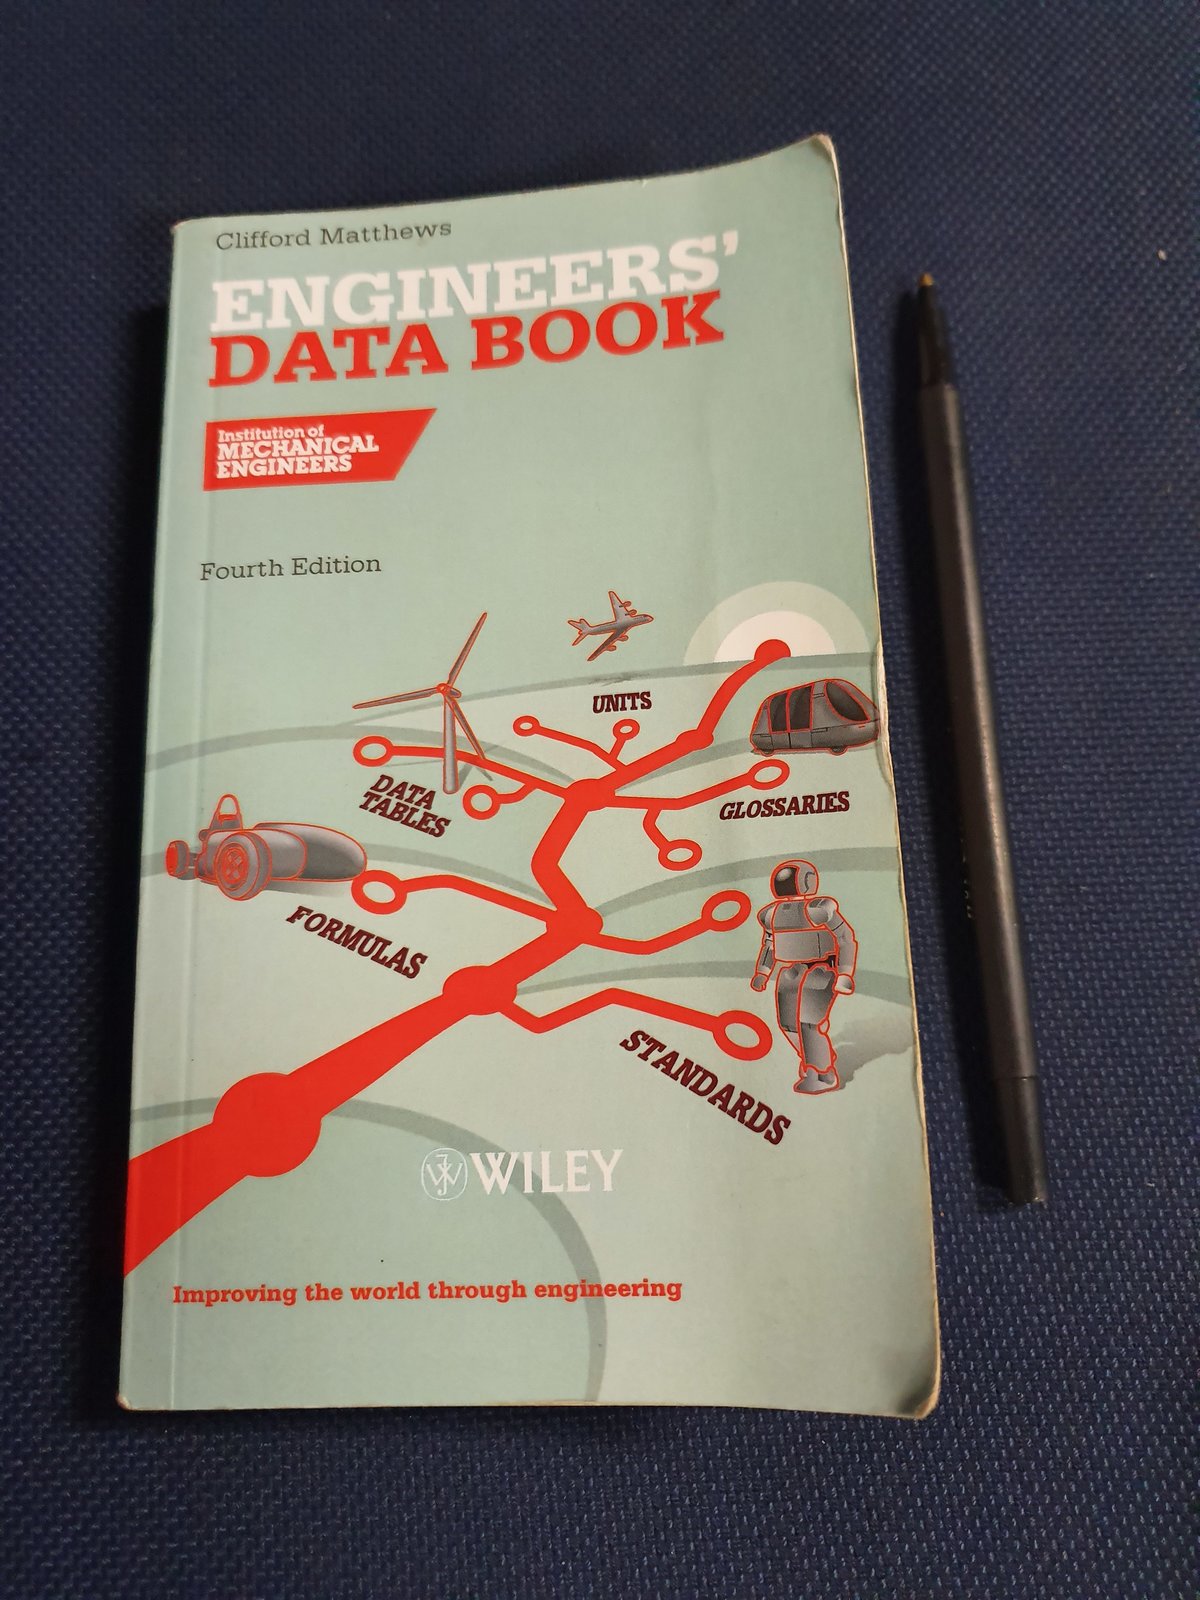 Clifford Matthews
ENGINEERS'
DATA BOOK
Institution of
MECHANICAL
ENGINEERS
Fourth Edition
UNITS
DATA
TABLES
GLOSSARIES
FORMULAS
STANDARDS
WILEY
Improving the world through engineering